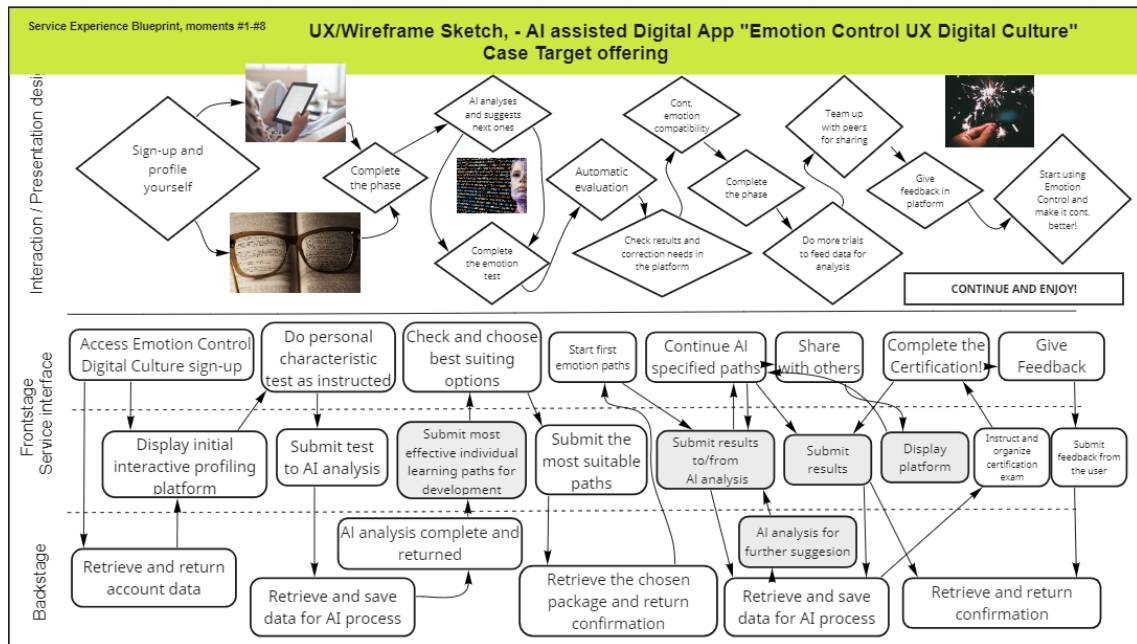 Service Experience Blueprint, moments #1-#8
UX/Wireframe Sketch, - AI assisted Digital App "Emotion Control UX Digital Culture"
Case Target offering
Interaction / Presentation desig
Sign-up and
profile
yourself
Complete
the phase
AI analyses
and suggests
next ones
Complete
the emotion
test
Automatic
evaluation
Cont.
emotion
compatibility
Check results and
correction needs in
the platform
Complete
the phase
Team up
with peers
for sharing
Do more trials
to feed data for
analysis
Give
feedback in
platform
Start using
Emotion
Control and
make it cont.
better!
CONTINUE AND ENJOY!
Frontstage
Service interface
Access Emotion Control
Digital Culture sign-up
Do personal
characteristic
test as instructed
Check and choose
best suiting
options
Start first
emotion paths
Continue AI
specified paths
Share
with others
Complete the
Certification!
Give
Feedback
Display initial
interactive profiling
platform
Submit test
to AI analysis
Submit most
effective individual
learning paths for
development
Submit the
most suitable
paths
Submit results
to/from
AI analysis
Submit
results
Display
platform
Instruct and
organize
certification
exam
Submit
feedback from
the user
Backstage
Retrieve and return
account data
Retrieve and save
data for AI process
AI analysis complete and
returned
Retrieve the chosen
package and return
confirmation
AI analysis for
further suggesion
Retrieve and save
data for AI process
Retrieve and return
confirmation